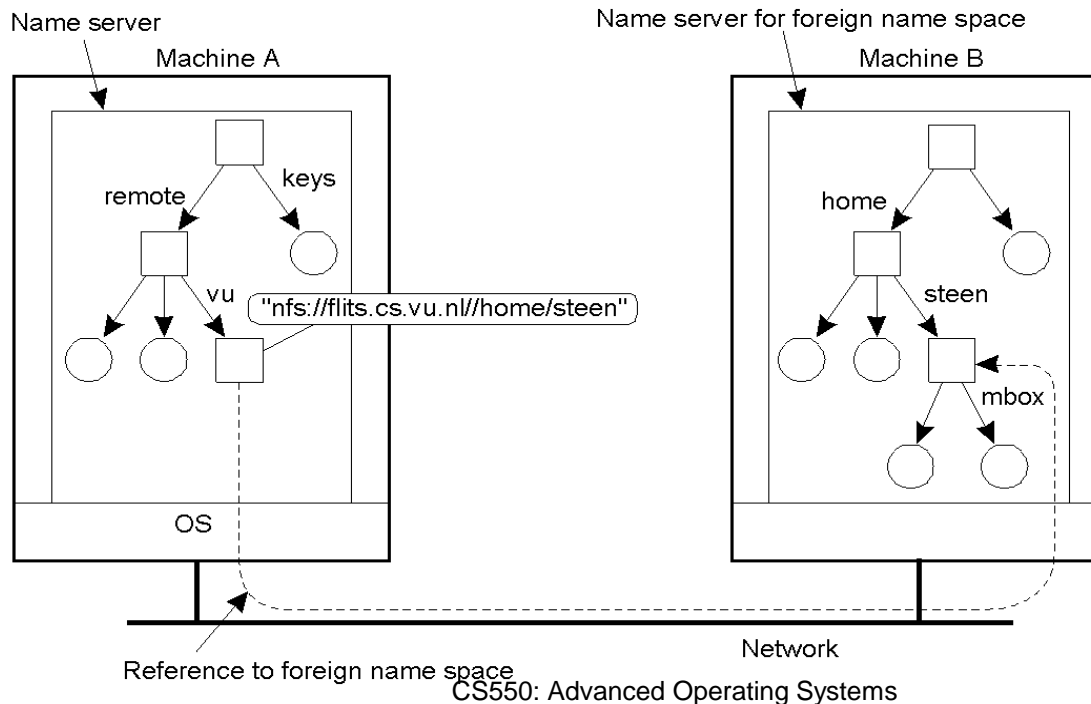 Name server
Name server for foreign name space
Machine A
Machine B
remote
keys
vu
"nfs://flits.cs.vu.nl//home/steen"
OS
home
steen
mbox
Network
Reference to foreign name space
CS550: Advanced Operating Systems